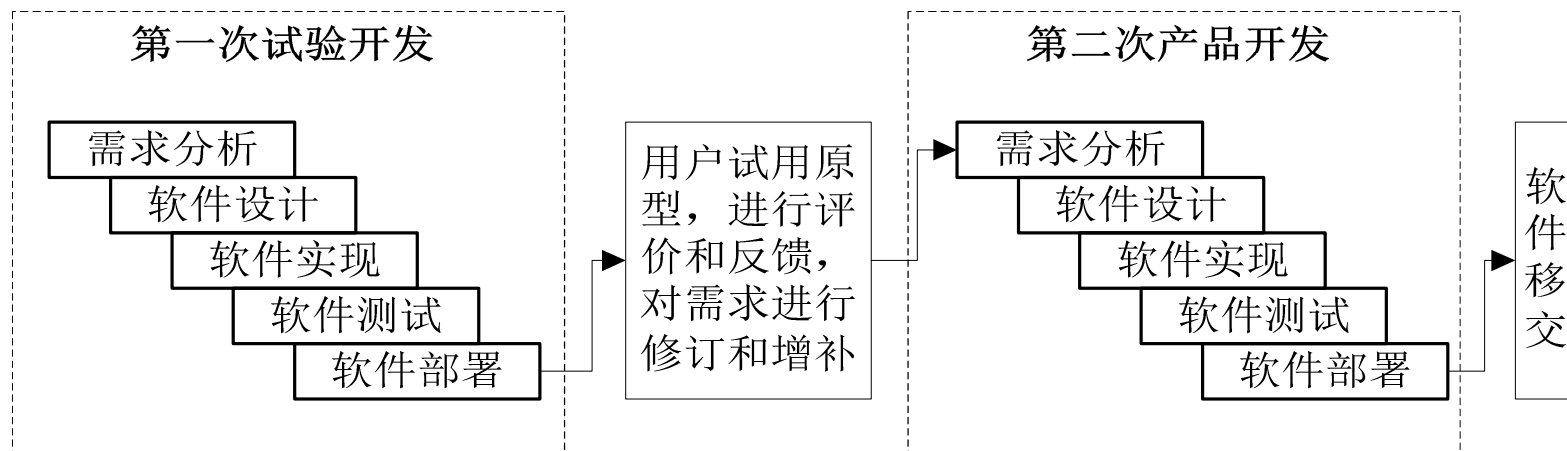 第一次试验开发
需求分析
软件设计
软件实现
软件测试
软件部署
用户试用原
型，进行评
价和反馈，
对需求进行
修订和增补
第二次产品开发
需求分析
软件设计
软件实现
软件测试
软件部署
软
件
移
交